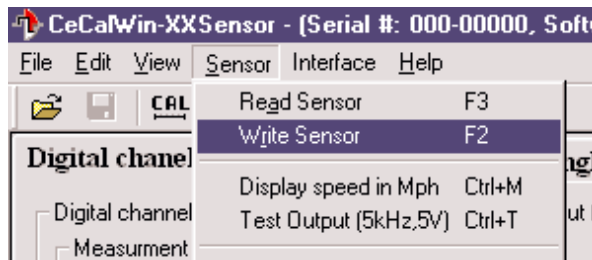 CeCalWin-XXSensor - (Serial #: 000-00000, Soft
File Edit View Sensor Interface Help
CAL
Read Sensor F3
Write Sensor F2
Digital chanel
Display speed in Mph Ctrl+M
Digital channel
Test Output (5kHz,5V) Ctrl+T
Measurment